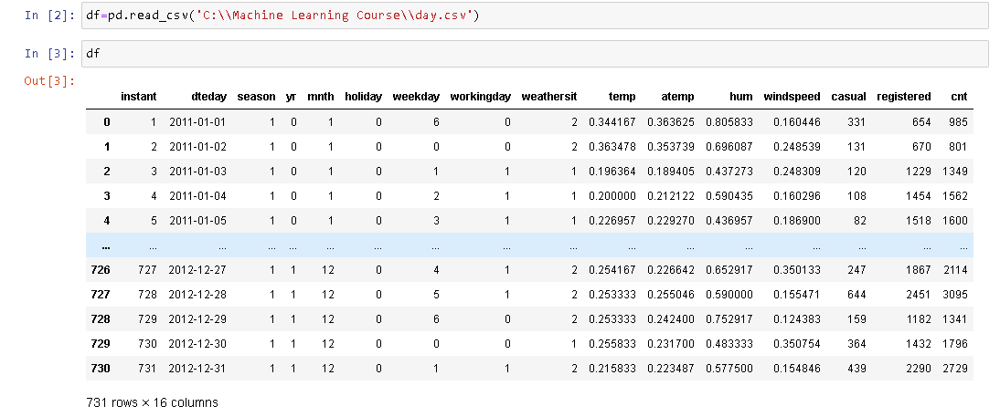 In [2]: df=pd.read_csv('C:\\Machine Learning Course\\day.csv')
In [3]: df
Out[3]:
instant dteday season yr mnth holiday weekday workingday weathersit temp atemp hum windspeed casual registered cnt
0 1 2011-01-01 1 0 1 0 6 0 2 0.344167 0.363625 0.805833 0.160446 331 654 985
1 2 2011-01-02 1 0 1 0 0 0 2 0.363478 0.353739 0.696087 0.248539 131 670 801
2 3 2011-01-03 1 0 1 0 1 1 1 0.196364 0.189405 0.437273 0.248309 120 1229 1349
3 4 2011-01-04 1 0 1 0 2 1 1 0.200000 0.212122 0.590435 0.160296 108 1454 1562
4 5 2011-01-05 1 0 1 0 3 1 1 0.226957 0.229270 0.436957 0.186900 82 1518 1600
... ... ... ... ... ... ... ... ... ... ... ... ... ... ... ... ...
726 727 2012-12-27 1 1 12 0 4 1 2 0.254167 0.226642 0.652917 0.350133 247 1867 2114
727 728 2012-12-28 1 1 12 0 5 1 2 0.253333 0.255046 0.590000 0.155471 644 2451 3095
728 729 2012-12-29 1 1 12 0 6 0 2 0.253333 0.242400 0.752917 0.124383 159 1182 1341
729 730 2012-12-30 1 1 12 0 0 0 1 0.255833 0.231700 0.483333 0.350754 364 1432 1796
730 731 2012-12-31 1 1 12 0 1 1 2 0.215833 0.223487 0.577500 0.154846 439 2290 2729
731 rows × 16 columns